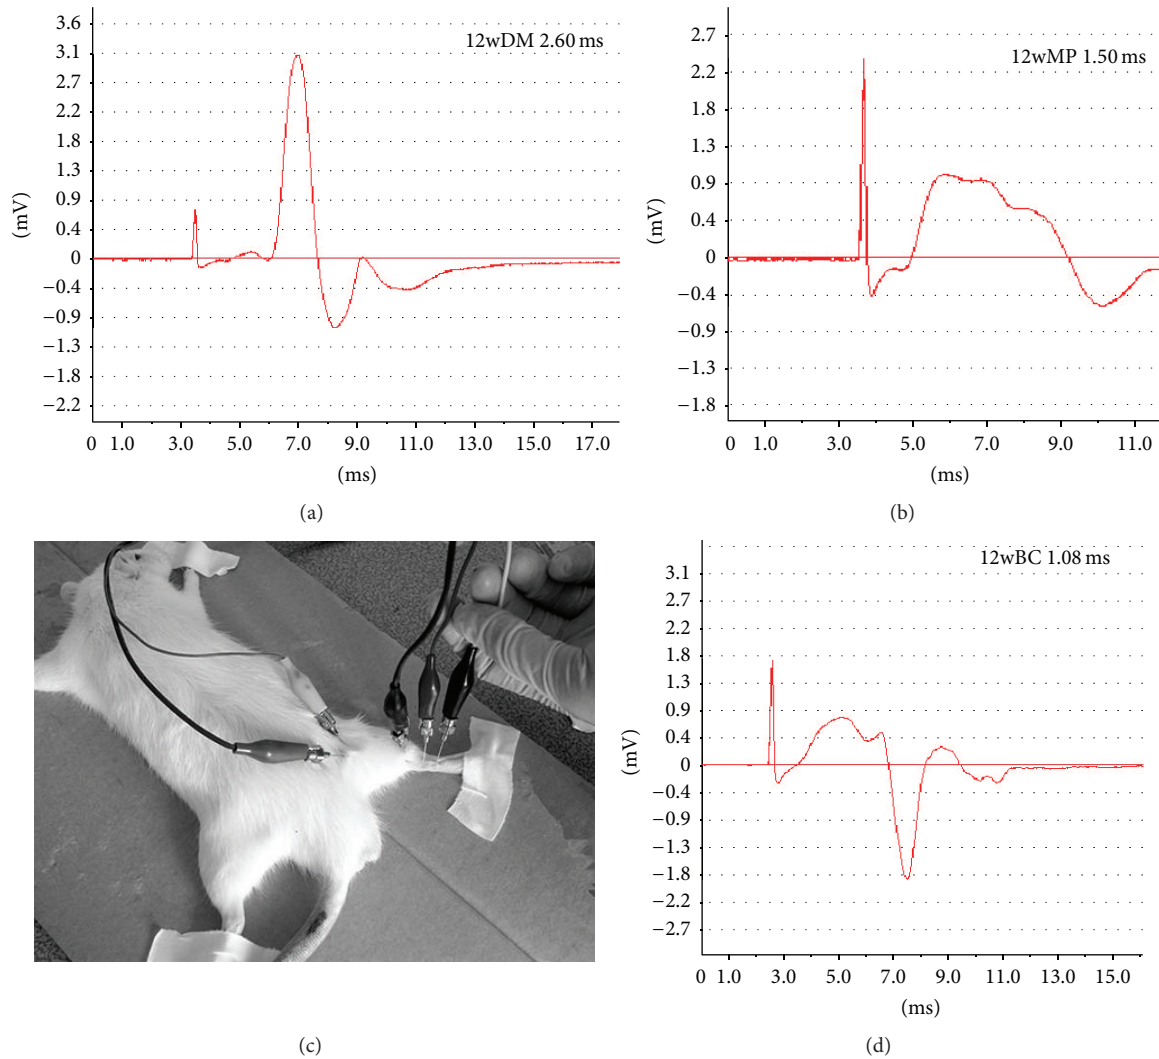 12wDM 2.60 ms
(mV)
3.6
3.1
2.7
2.2
1.8
1.3
0.9
0.4
0
−0.4
−0.9
−1.3
−1.8
−2.2
0 1.0 3.0 5.0 7.0 9.0 11.0 13.0 15.0 17.0
(ms)
(a)
12wMP 1.50 ms
(mV)
2.7
2.2
1.8
1.3
0.9
0.4
0
−0.4
−0.9
−1.3
−1.8
0 1.0 3.0 5.0 7.0 9.0 11.0
(ms)
(b)
(c)
12wBC 1.08 ms
(mV)
3.1
2.7
2.2
1.8
1.3
0.9
0.4
0
−0.4
−0.9
−1.3
−1.8
−2.2
−2.7
0 1.0 3.0 5.0 7.0 9.0 11.0 13.0 15.0
(ms)
(d)